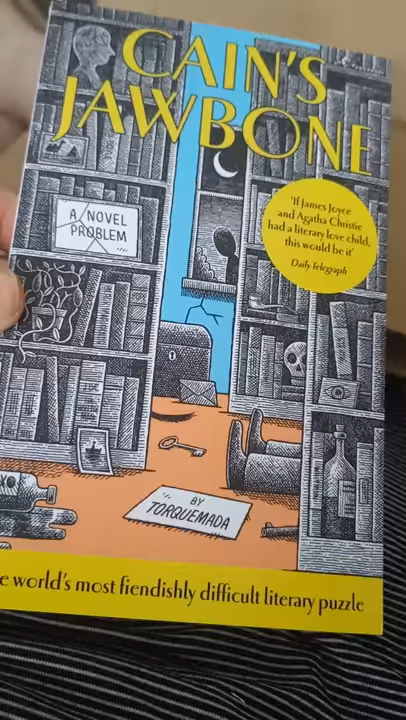 CAIN'S
JAWBONE
A NOVEL
PROBLEM
'If James Joyce
and Agatha Christie
had a literary love child,
this would be it'
Daily Telegraph
XO
BY
TORQUEMADA
e world's most fiendishly difficult literary puzzle